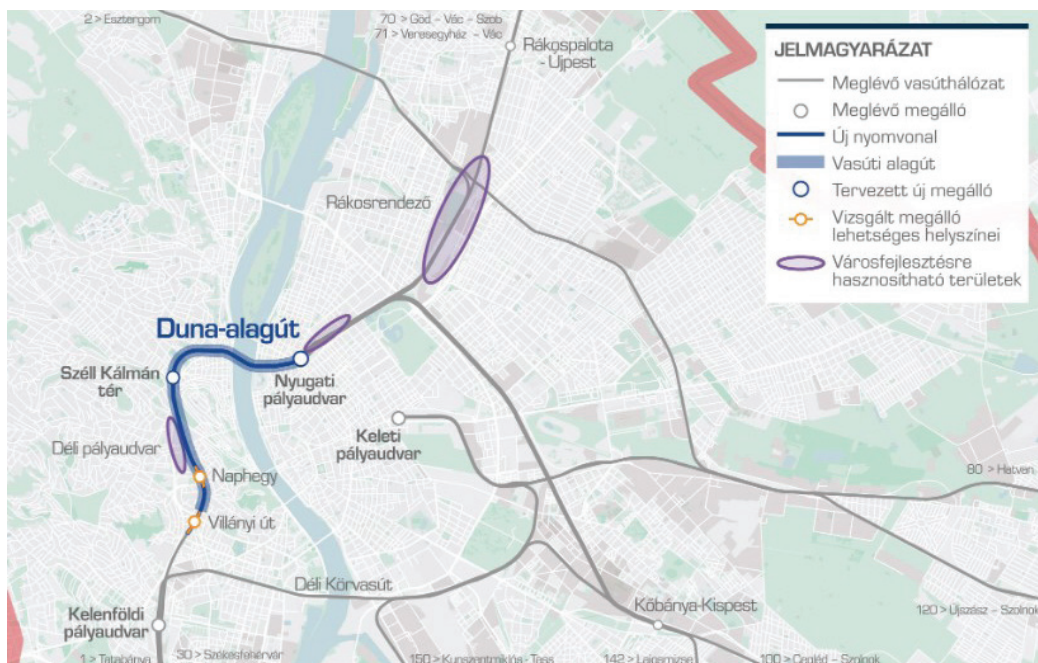 2 > Esztergom
70 > Göd – Vác – Szob
71 > Veresegyház – Vác
Rákospalota
- Újpest
JELMAGYARÁZAT
Meglévő vasúthálózat
Meglévő megálló
Új nyomvonal
Vasúti alagút
Tervezett új megálló
Vizsgált megálló
lehetséges helyszínei
Városfejlesztésre
hasznosítható területek
Rákosrendező
Duna-alagút
Széll Kálmán
tér
Nyugati
pályaudvar
Déli pályaudvar
Keleti
pályaudvar
Naphegy
80 > Hatvan
Villányi út
Déli Körvasút
Kőbánya-Kispest
120 > Újszász – Szolnok
Kelenföldi
pályaudvar
1 > Tatabánya
30 > Székesfehérvár
150 > Kunszentmiklós - Tass
142 > Lajosmizse
100 > Cegléd – Szolnok